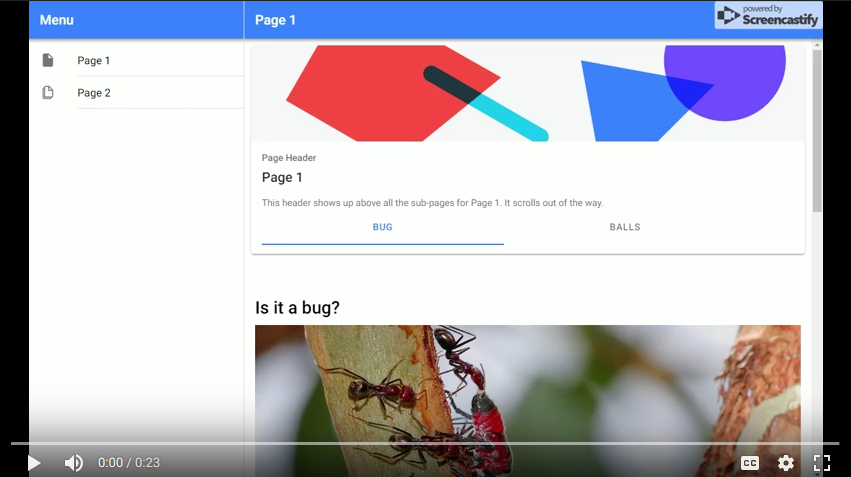 Menu
Page 1
powered by
Screencastify
Page 1
Page 2
Page Header
Page 1
This header shows up above all the sub-pages for Page 1. It scrolls out of the way.
BUG
BALLS
Is it a bug?
0:00 / 0:23
CC